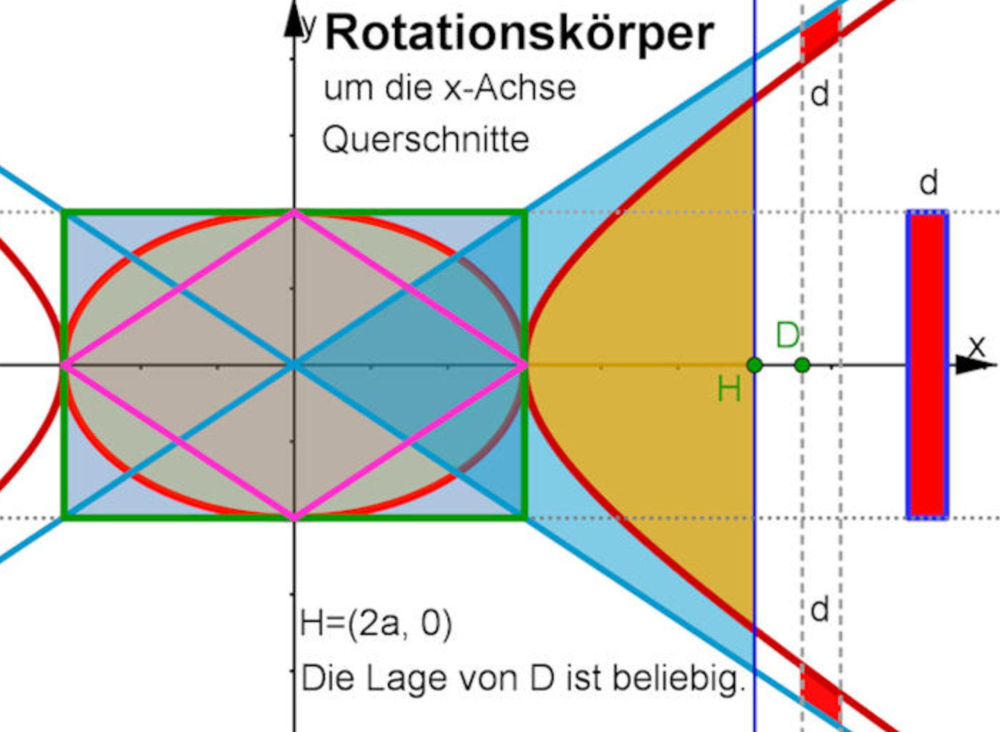 y
Rotationskörper
um die x-Achse
Querschnitte
d
d
D
x
H
d
H=(2a, 0)
Die Lage von D ist beliebig.